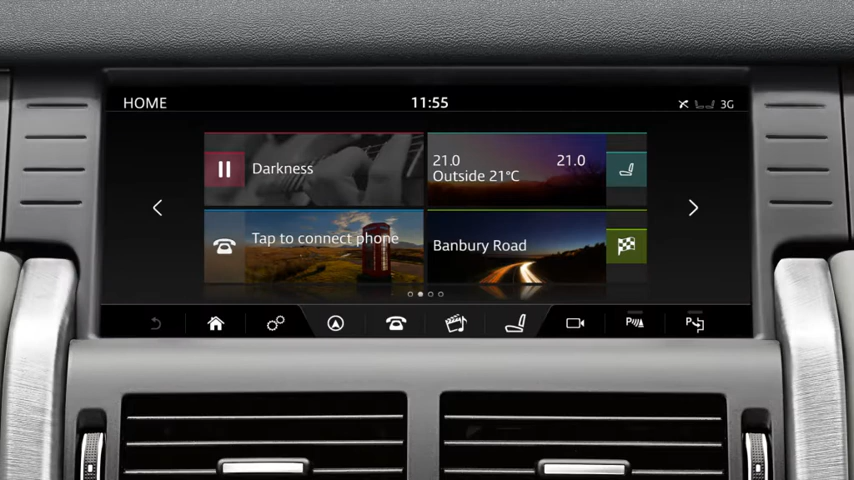 HOME
11:55
3G
Darkness
21.0 21.0
Outside 21°C
Tap to connect phone
Banbury Road
P
P